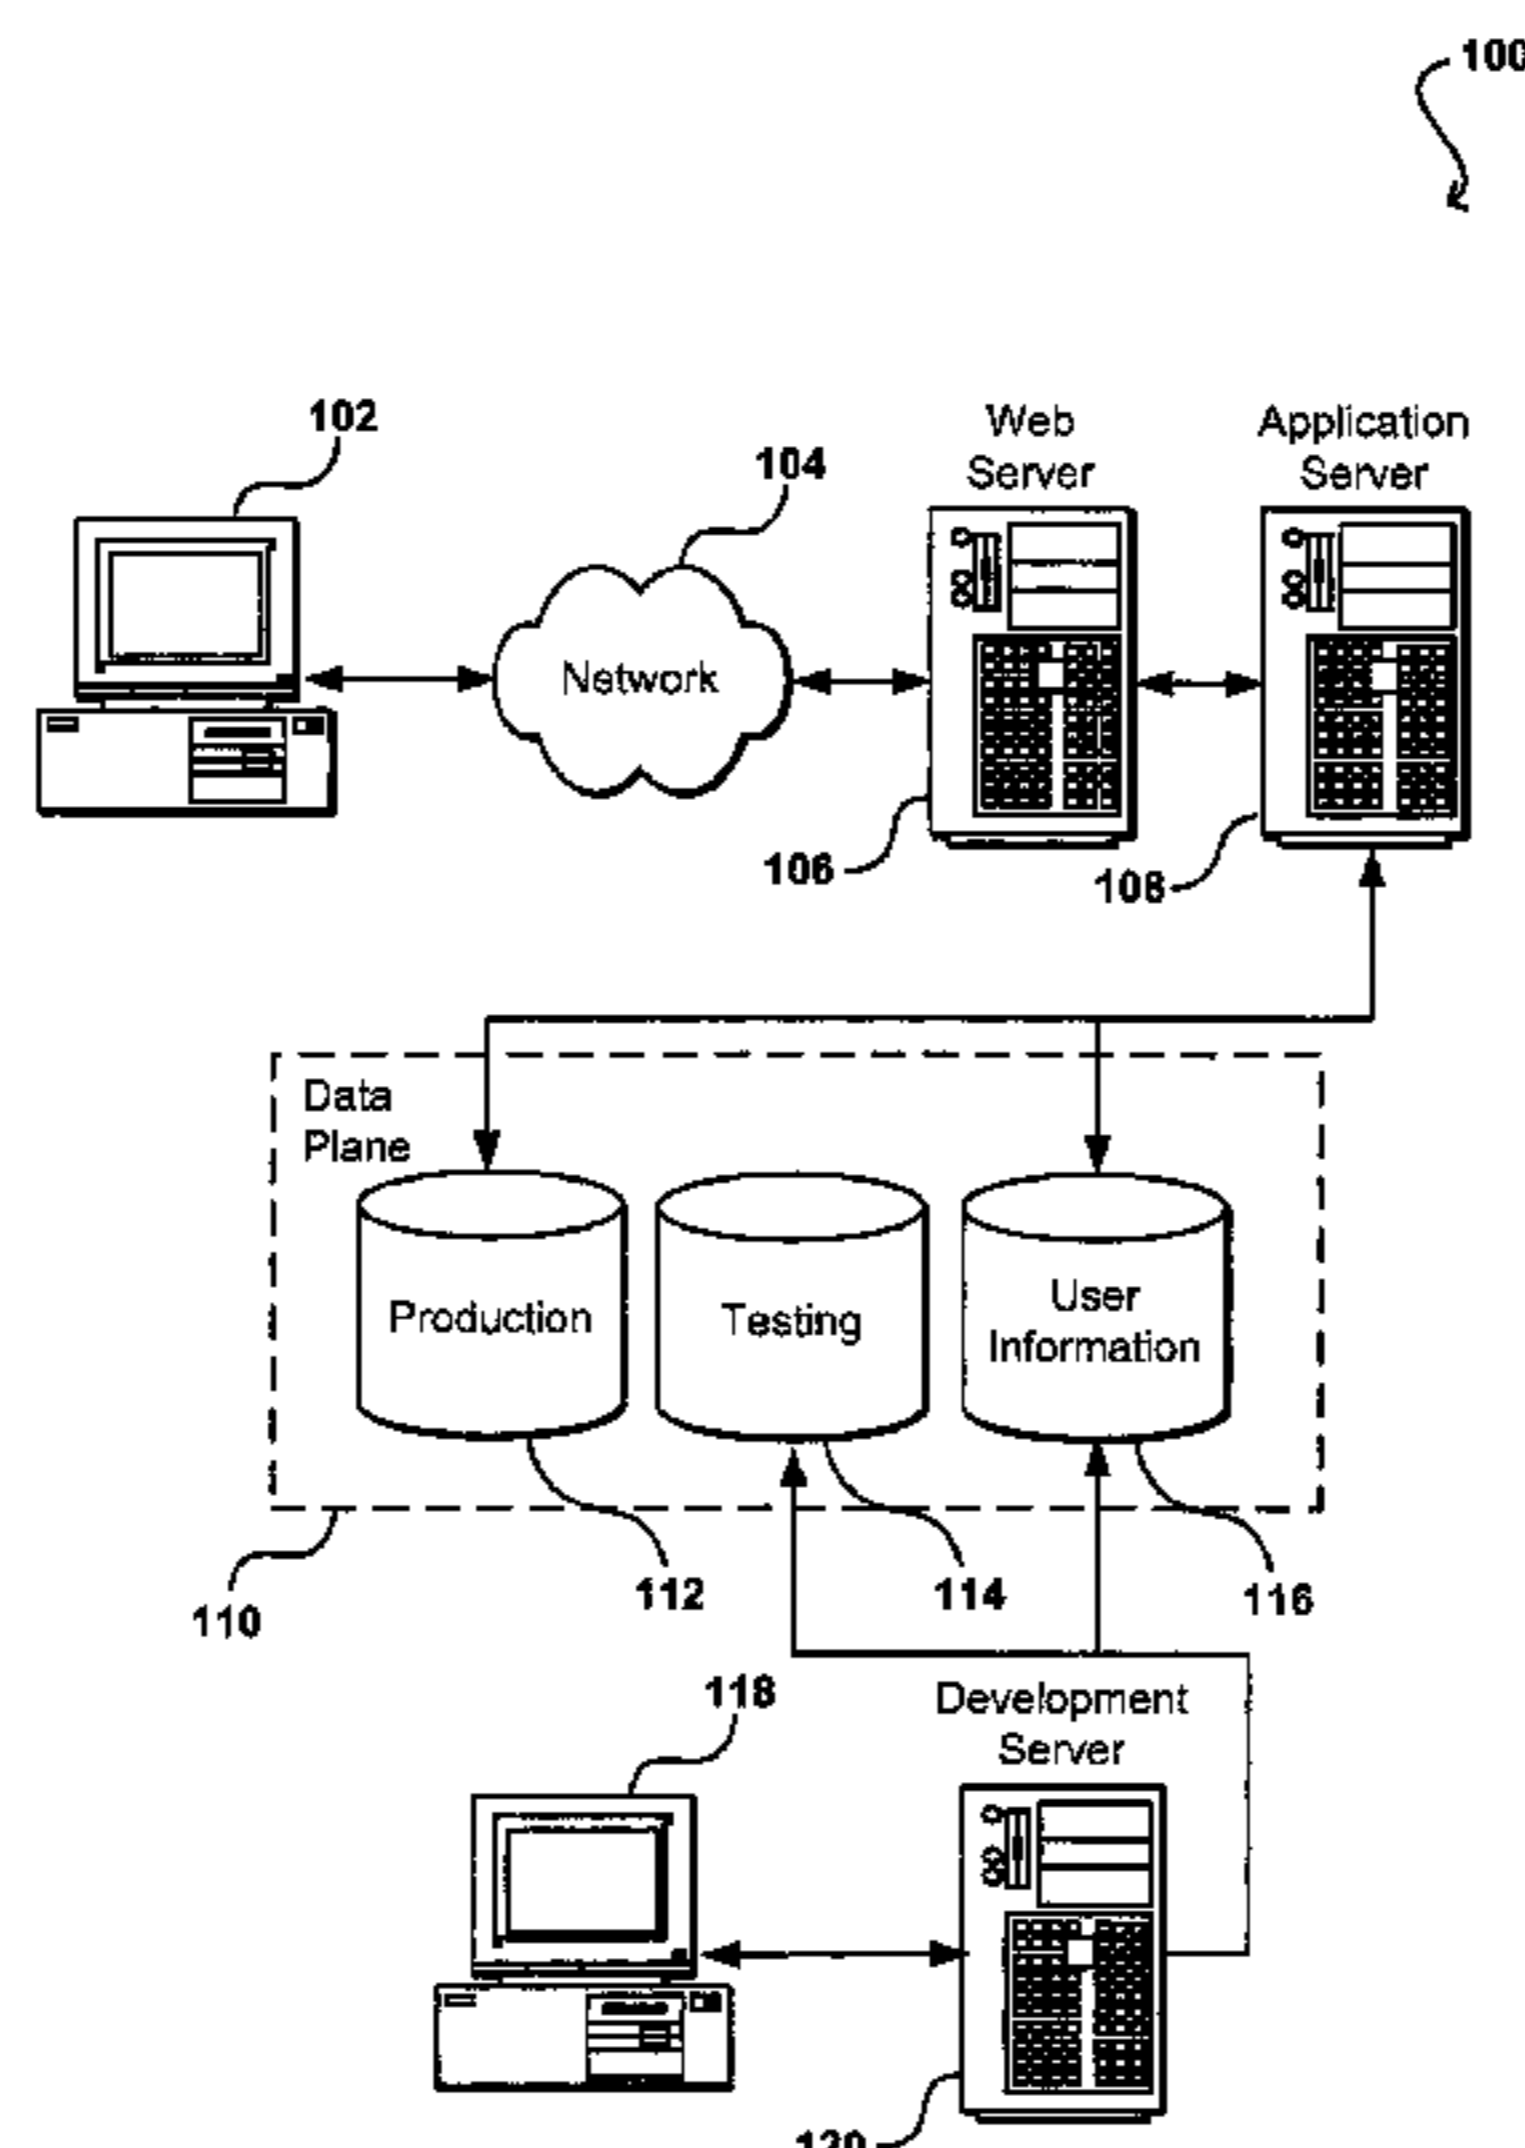 100
102
104
Web
Server
Application
Server
Network
106
108
Data
Plane
Production
Testing
User
Information
110
112
114
116
118
Development
Server
120